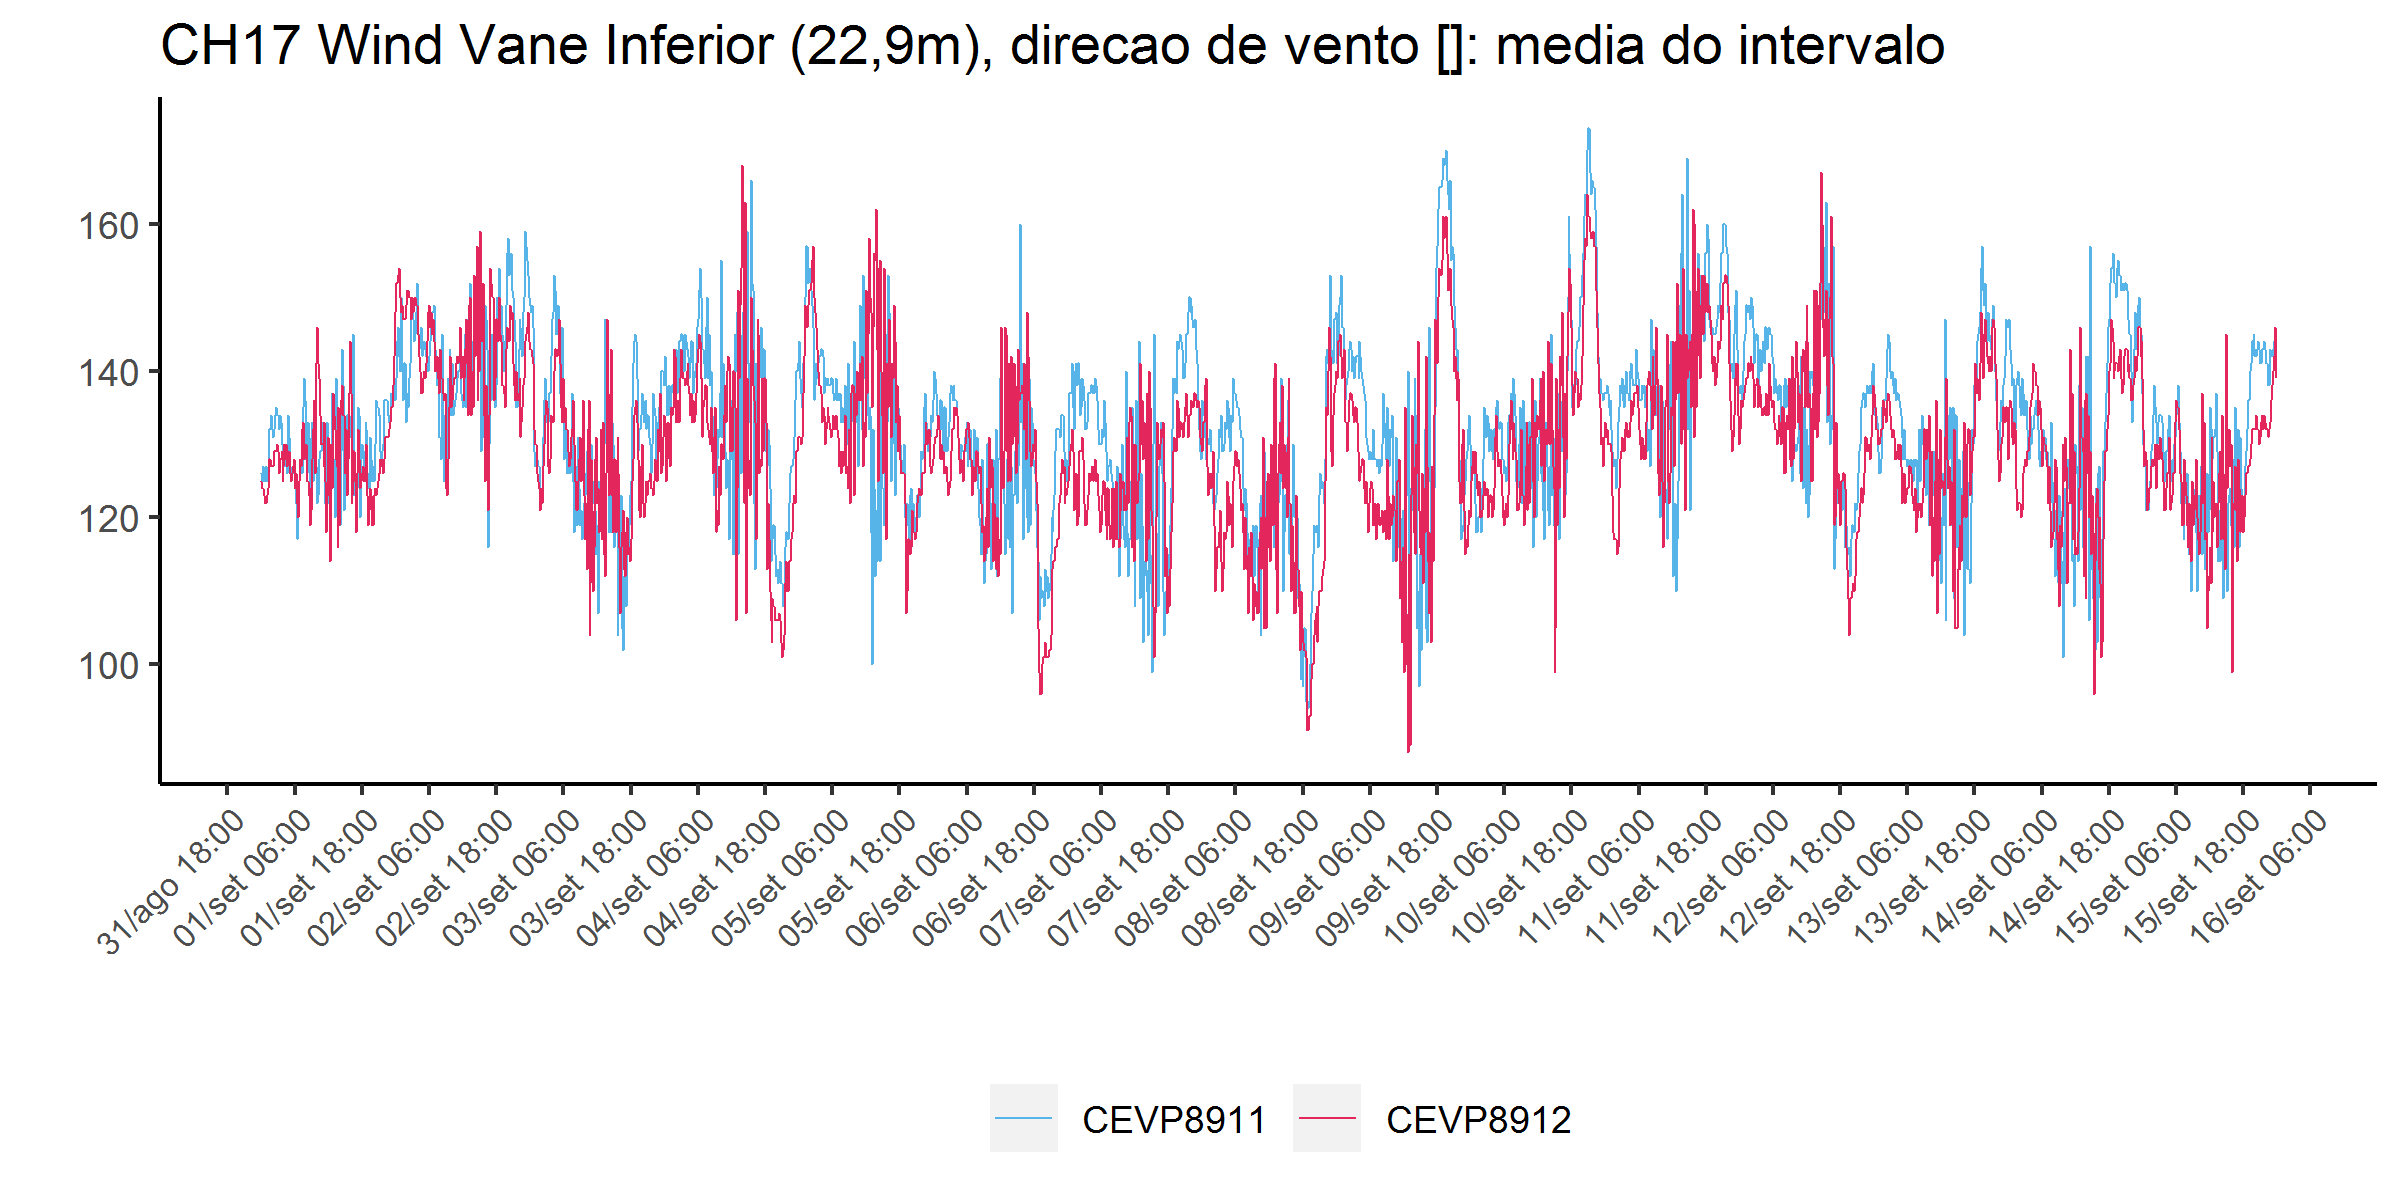 CH17 Wind Vane Inferior (22,9m), direcao de vento []: media do intervalo
160
140
120
100
31/ago 18:00
01/set 06:00
01/set 18:00
02/set 06:00
02/set 18:00
03/set 06:00
03/set 18:00
04/set 06:00
04/set 18:00
05/set 06:00
05/set 18:00
06/set 06:00
06/set 18:00
07/set 06:00
07/set 18:00
08/set 06:00
08/set 18:00
09/set 06:00
09/set 18:00
10/set 06:00
10/set 18:00
11/set 06:00
11/set 18:00
12/set 06:00
12/set 18:00
13/set 06:00
13/set 18:00
14/set 06:00
14/set 18:00
15/set 06:00
15/set 18:00
16/set 06:00
CEVP8911
CEVP8912